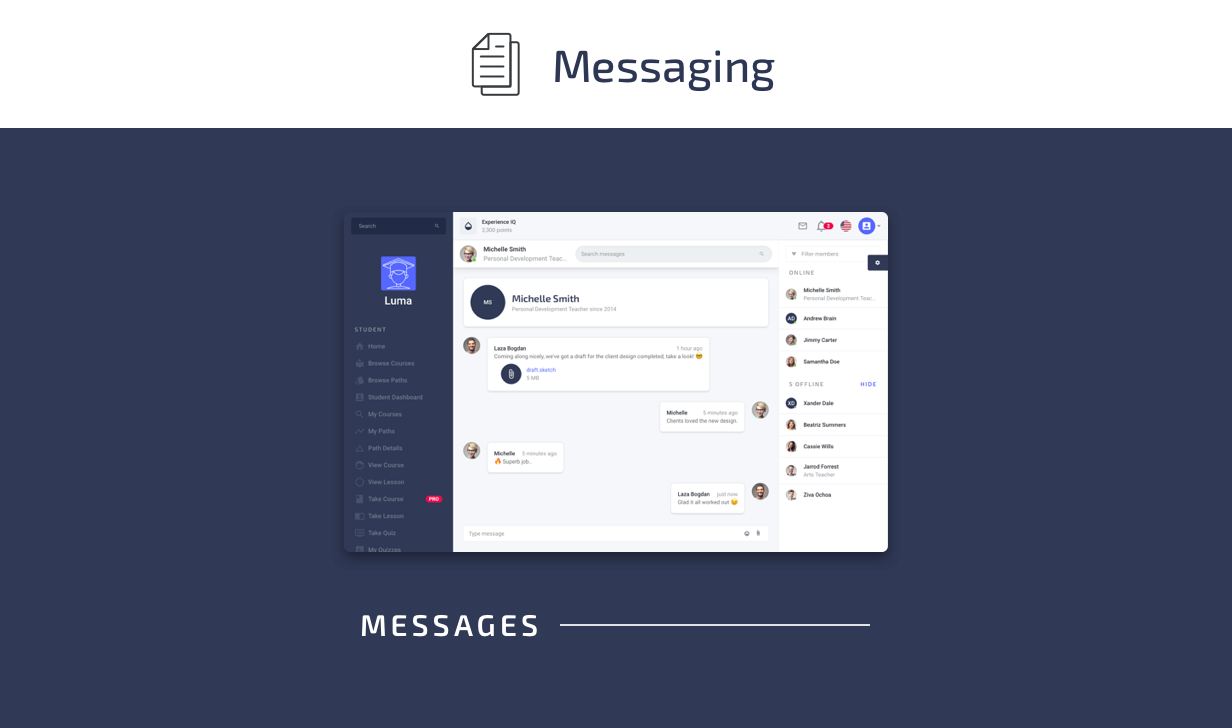 Messaging
Search
Luma
STUDENT
Home
Browse Courses
Browse Paths
Student Dashboard
My Courses
My Paths
Path Details
View Course
View Lesson
Take Course PRO
Take Lesson
Take Quiz
My Quizzes
Experience IQ
2,300 points
3
Michelle Smith
Personal Development Teac...
Search messages
MS
Michelle Smith
Personal Development Teacher since 2014
Laza Bogdan 1 hour ago
Coming along nicely, we've got a draft for the client design completed, take a look! 🤓
draft.sketch
5 MB
Michelle 5 minutes ago
Clients loved the new design.
Michelle 5 minutes ago
🔥 Superb job..
Laza Bogdan just now
Glad it all worked out 😉
Type message
Filter members
ONLINE
Michelle Smith
Personal Development Teac...
AD Andrew Brain
Jimmy Carter
Samantha Doe
5 OFFLINE HIDE
XD Xander Dale
Beatriz Summers
Cassie Wills
Jarrod Forrest
Arts Teacher
Ziva Ochoa
MESSAGES